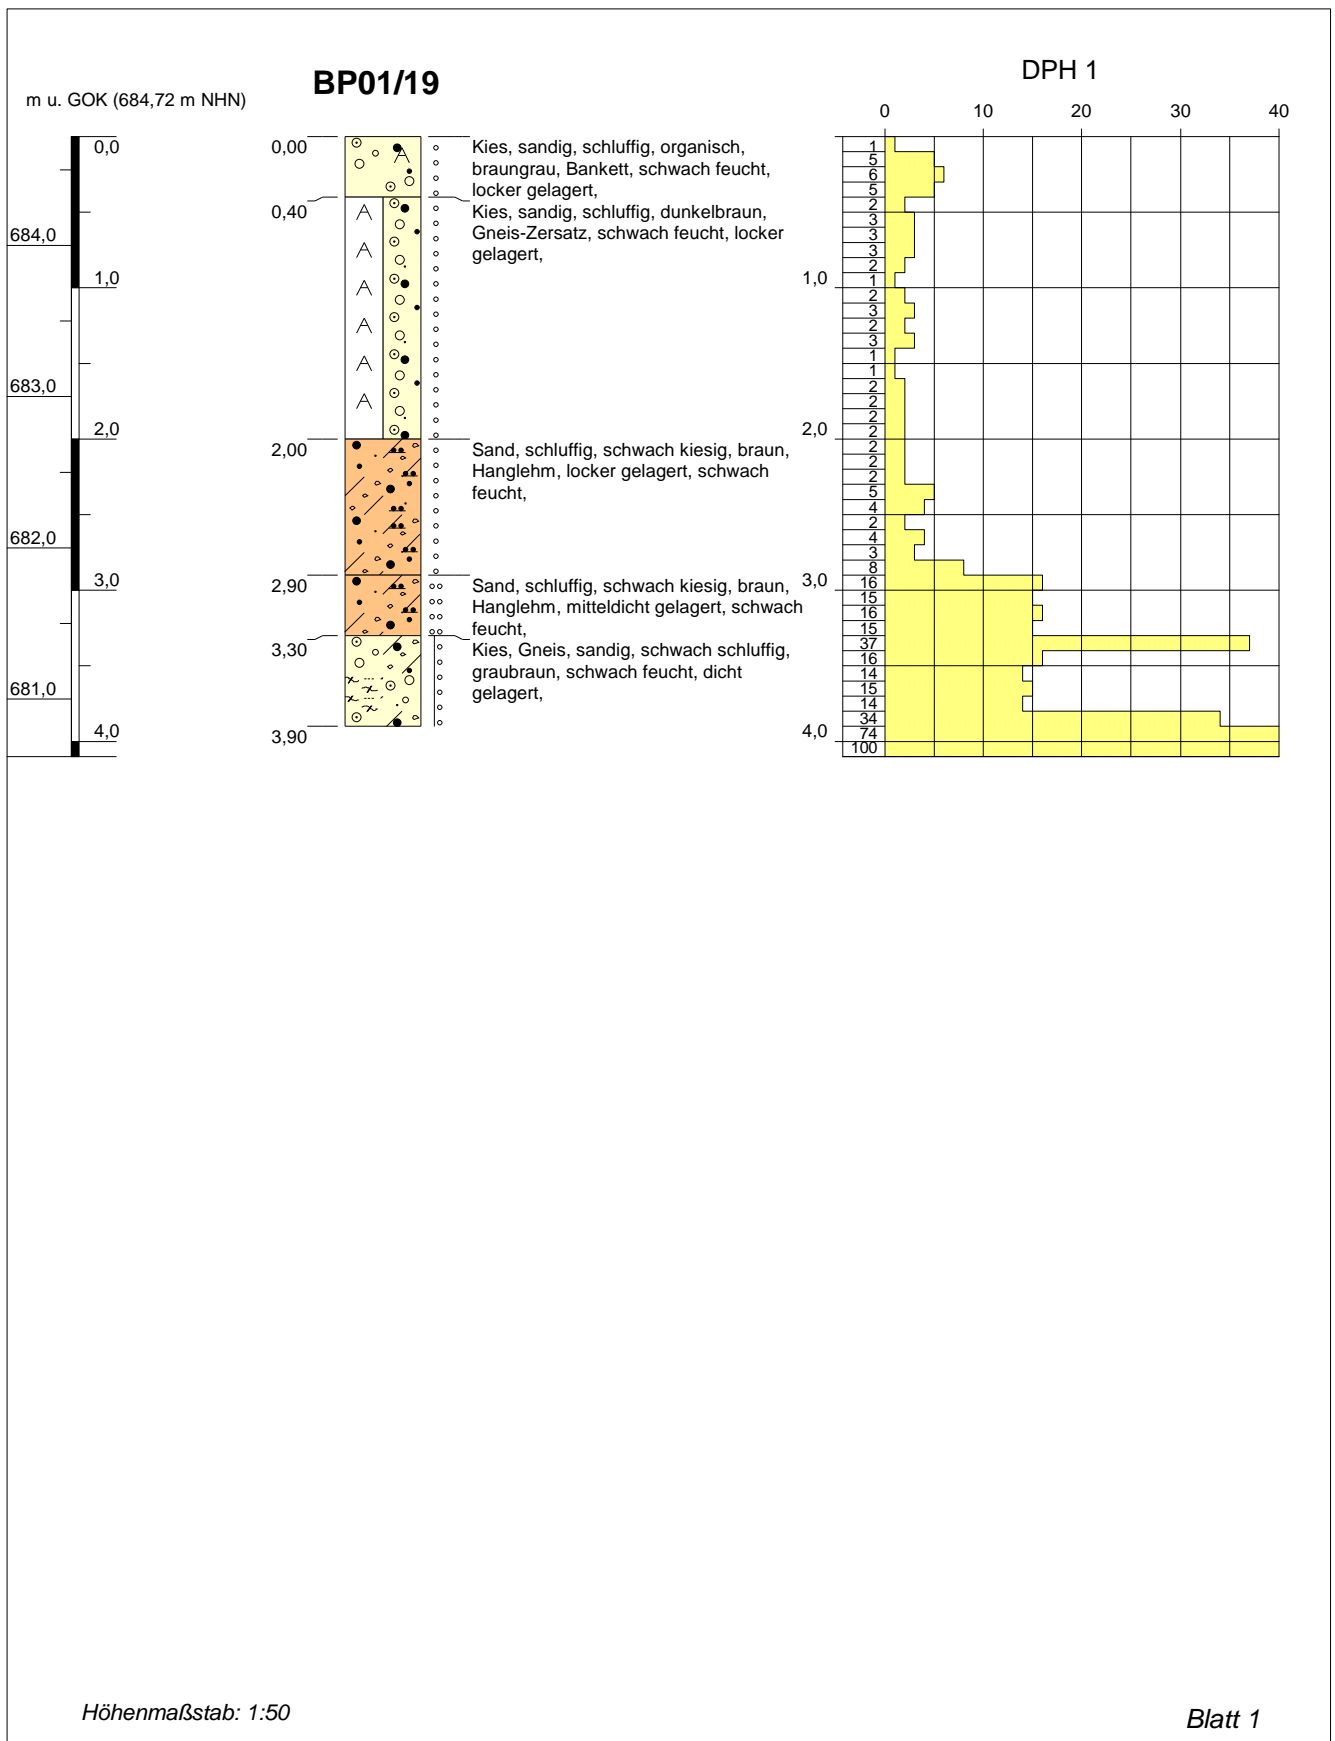 BP01/19
DPH 1
m u. GOK (684,72 m NHN)
0 10 20 30 40
0,0
1,0
2,0
3,0
4,0
684,0
683,0
682,0
681,0
0,00
Kies, sandig, schluffig, organisch,
braungrau, Bankett, schwach feucht,
locker gelagert,
0,40
Kies, sandig, schluffig, dunkelbraun,
Gneis-Zersatz, schwach feucht, locker
gelagert,
2,00
Sand, schluffig, schwach kiesig, braun,
Hanglehm, locker gelagert, schwach
feucht,
2,90
Sand, schluffig, schwach kiesig, braun,
Hanglehm, mitteldicht gelagert, schwach
feucht,
3,30
Kies, Gneis, sandig, schwach schluffig,
graubraun, schwach feucht, dicht
gelagert,
3,90
1,0
2,0
3,0
4,0
1
5
6
5
2
3
3
3
2
1
2
3
2
3
1
1
2
2
2
2
2
2
2
5
4
2
4
3
8
16
15
16
15
37
16
14
15
14
34
74
100
A
A
A
A
A
A
A
Höhenmaßstab: 1:50
Blatt 1